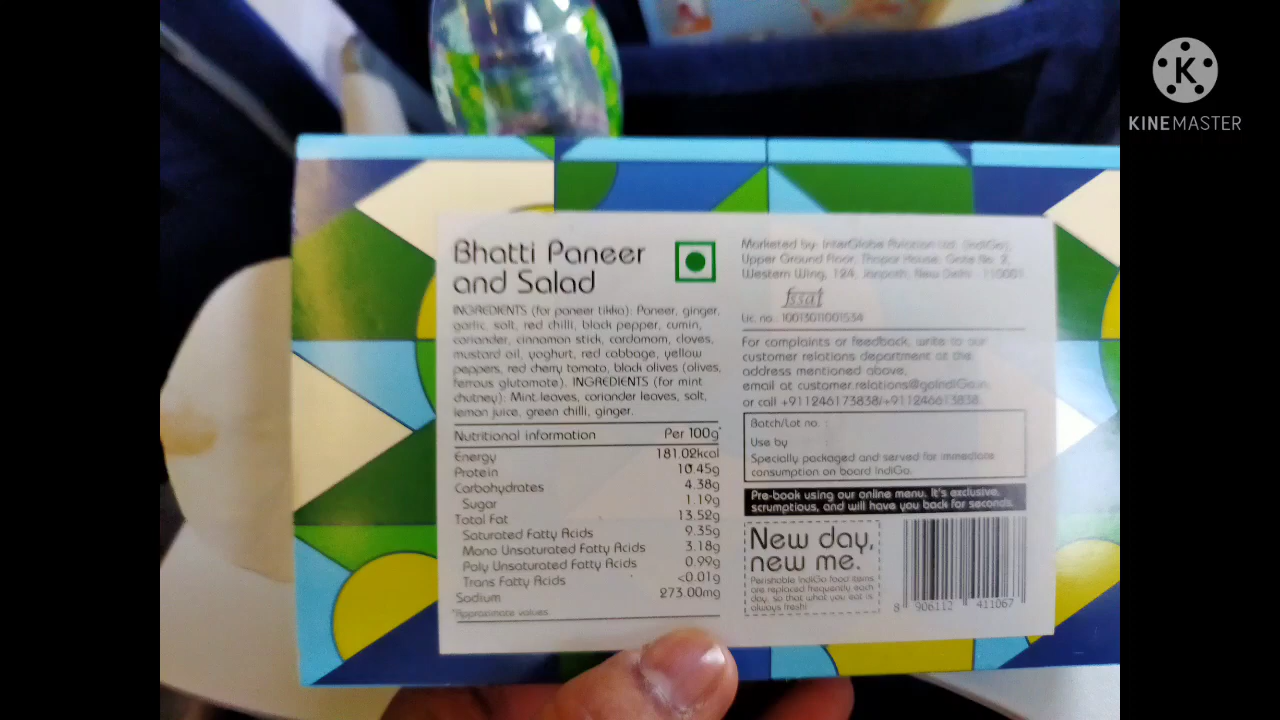 Bhatti Paneer
and Salad
INGREDIENTS (for paneer tikka): Paneer, ginger,
garlic, salt, red chilli, black pepper, cumin,
coriander, cinnamon stick, cardamom, cloves,
mustard oil, yoghurt, red cabbage, yellow
peppers, red cherry tomato, black olives (olives,
ferrous glutamate). INGREDIENTS (for mint
chutney): Mint leaves, coriander leaves, salt,
lemon juice, green chilli, ginger.
Nutritional information Per 100g*
Energy 181.02kcal
Protein 10.45g
Carbohydrates 4.38g
Sugar 1.19g
Total Fat 13.52g
Saturated Fatty Acids 9.35g
Mono Unsaturated Fatty Acids 3.18g
Poly Unsaturated Fatty Acids 0.99g
Trans Fatty Acids <0.01g
Sodium 273.00mg
*Approximate values
Marketed by: InterGlobe Aviation Ltd. (IndiGo),
Upper Ground Floor, Thapar House, Gate No. 2,
Western Wing, 124, Janpath, New Delhi 110001
fssai
Lic. no. 10013011001534
For complaints or feedback, write to our
customer relations department at the
address mentioned above,
email at customer.relations@goIndiGo.in
or call +911246173838/+911246613838.
Batch/Lot no. :
Use by :
Specially packaged and served for immediate
consumption on board IndiGo.
Pre-book using our online menu. It's exclusive,
scrumptious, and will have you back for seconds.
New day,
new me.
Perishable IndiGo food items
are replaced frequently each
day, so that what you eat is
always fresh!
8 906112 411067
K
KINEMASTER